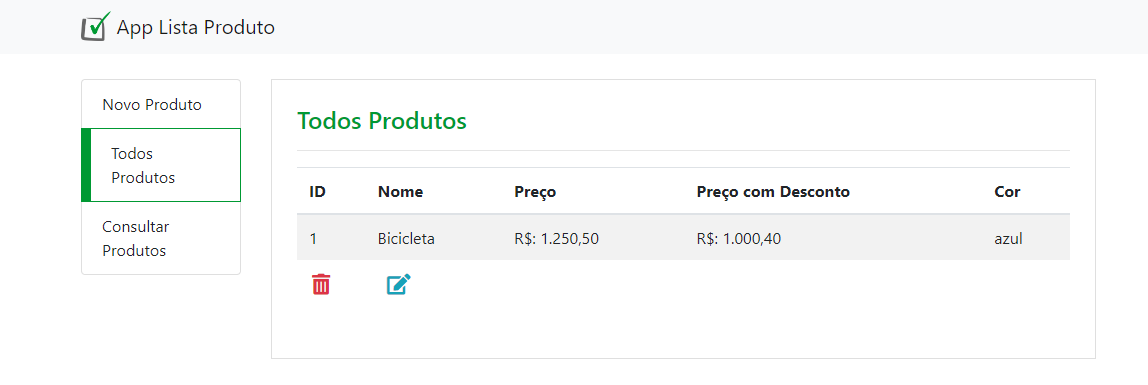 App Lista Produto
Novo Produto
Todos
Produtos
Consultar
Produtos
Todos Produtos
ID Nome Preço Preço com Desconto Cor
1 Bicicleta R$: 1.250,50 R$: 1.000,40 azul